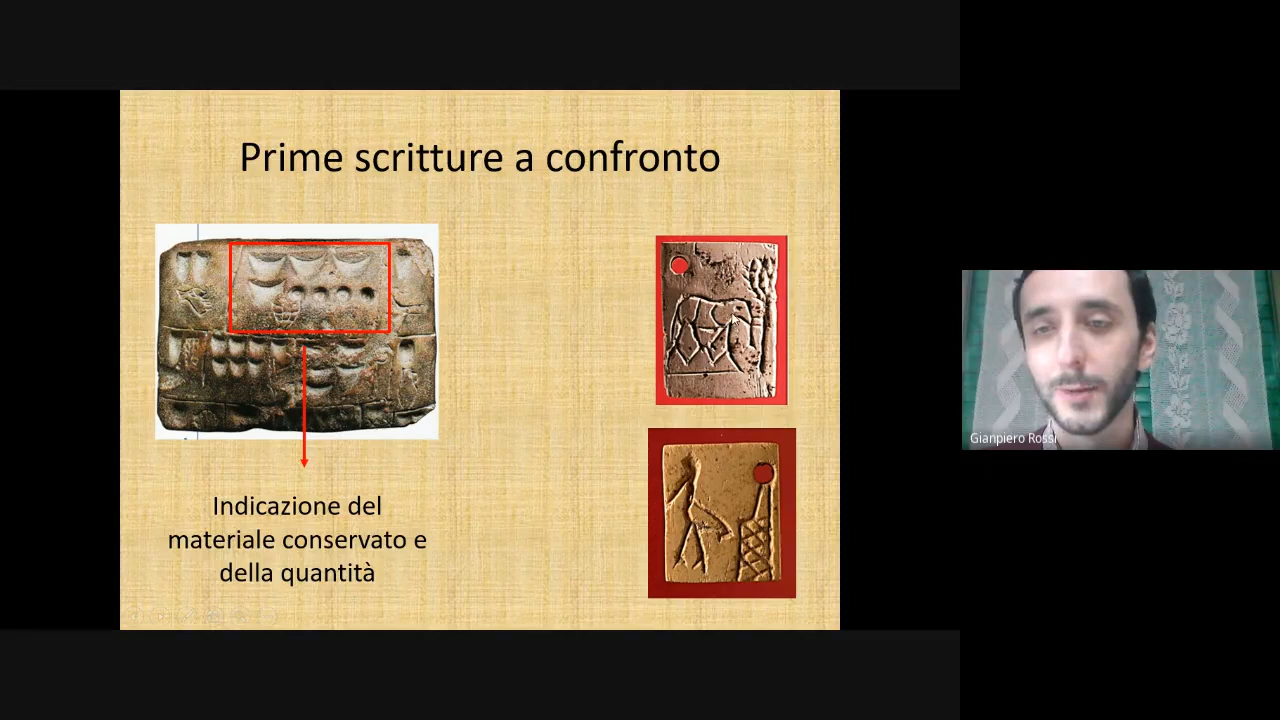 Prime scritture a confronto
Indicazione del
materiale conservato e
della quantità
Gianpiero Rossi